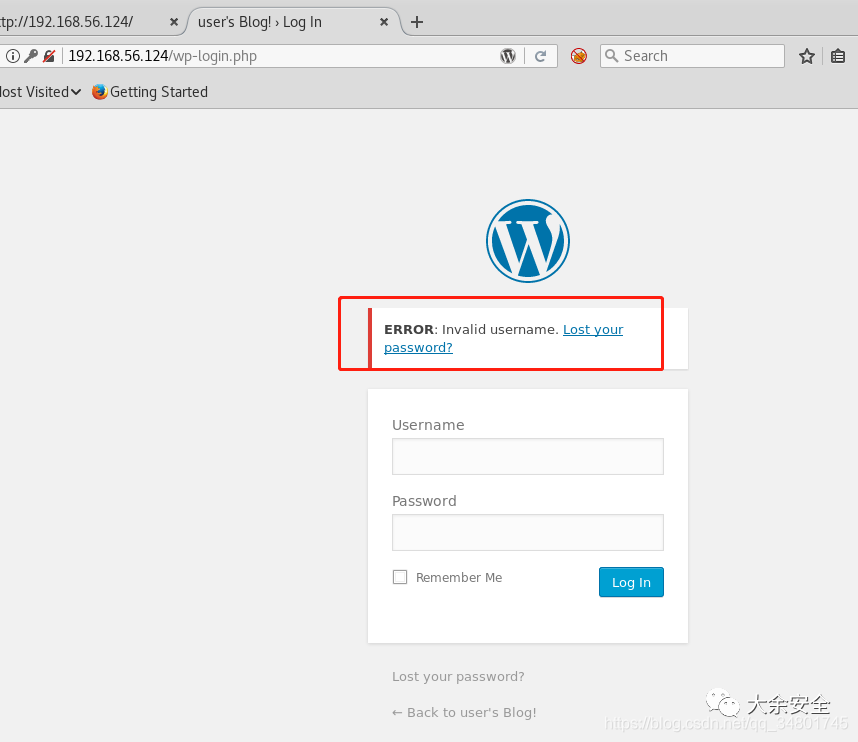 ttp://192.168.56.124/
user's Blog! › Log In
192.168.56.124/wp-login.php
Search
ost Visited
Getting Started
ERROR: Invalid username. Lost your
password?
Username
Password
Remember Me
Log In
Lost your password?
← Back to user's Blog!
大余安全
https://blog.csdn.net/qq_34801745